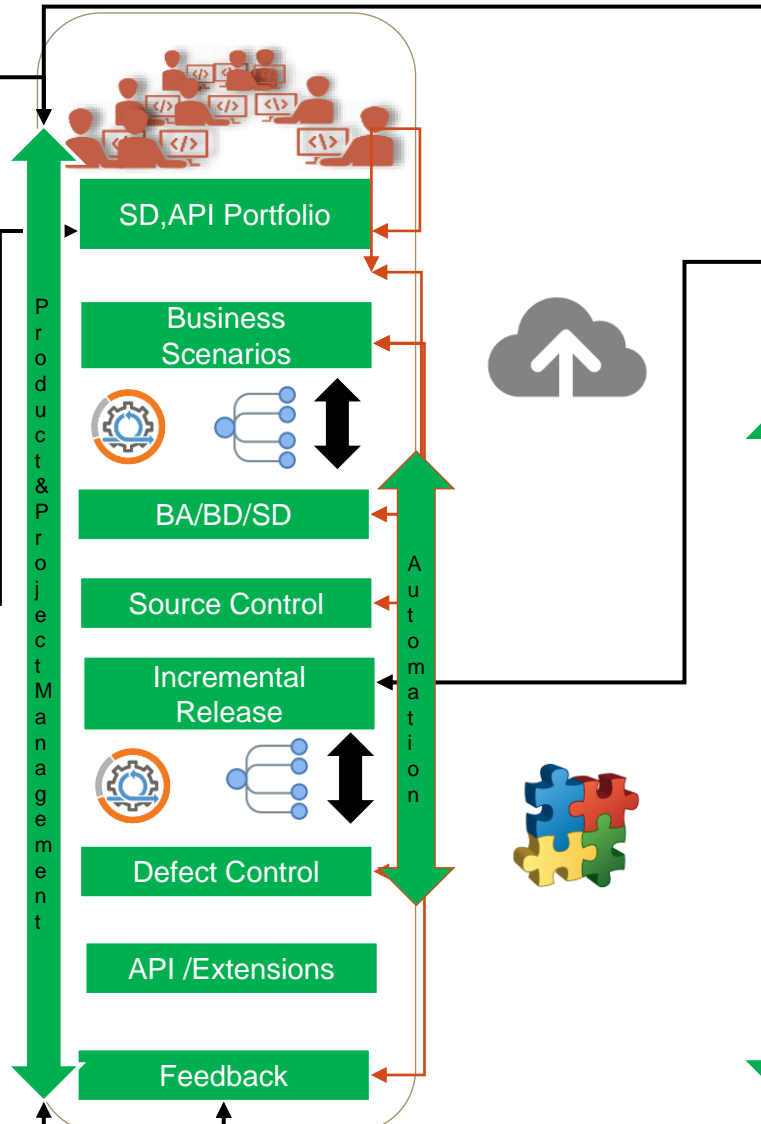 SD,API Portfolio
Business
Scenarios
BA/BD/SD
Source Control
Incremental
Release
Defect Control
API /Extensions
Feedback
Product&ProjectManagement
Automation